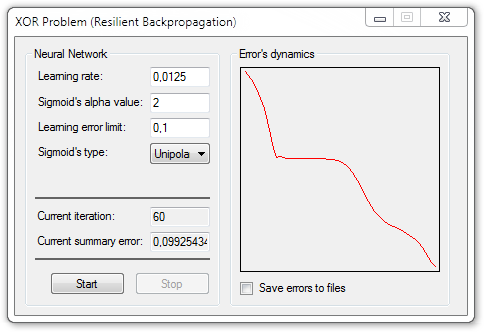 XOR Problem (Resilient Backpropagation)
Neural Network
Learning rate: 0,0125
Sigmoid's alpha value: 2
Learning error limit: 0,1
Sigmoid's type: Unipola
Current iteration: 60
Current summary error: 0,09925434
Start Stop
Error's dynamics
Save errors to files